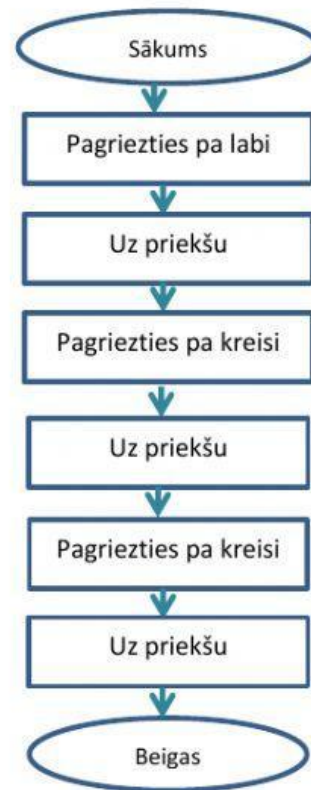 Sākums
Pagriezties pa labi
Uz priekšu
Pagriezties pa kreisi
Uz priekšu
Pagriezties pa kreisi
Uz priekšu
Beigas